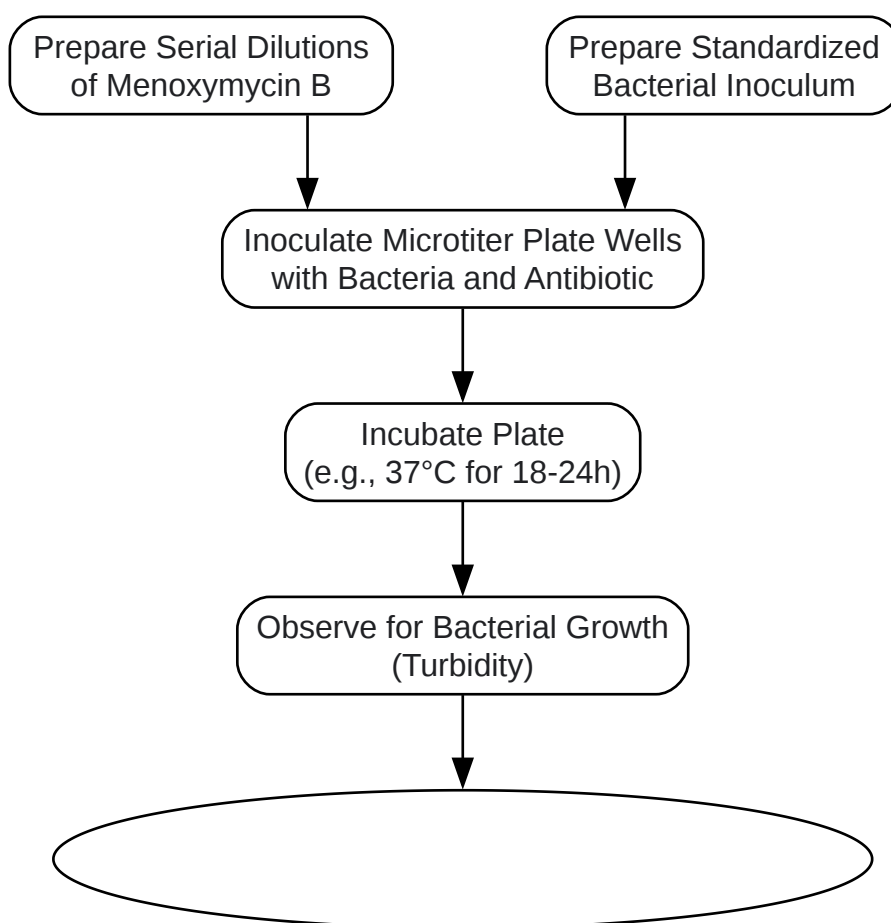 Prepare Serial Dilutions
of Menoxymycin B
Prepare Standardized
Bacterial Inoculum
Inoculate Microtiter Plate Wells
with Bacteria and Antibiotic
Incubate Plate
(e.g., 37°C for 18-24h)
Observe for Bacterial Growth
(Turbidity)